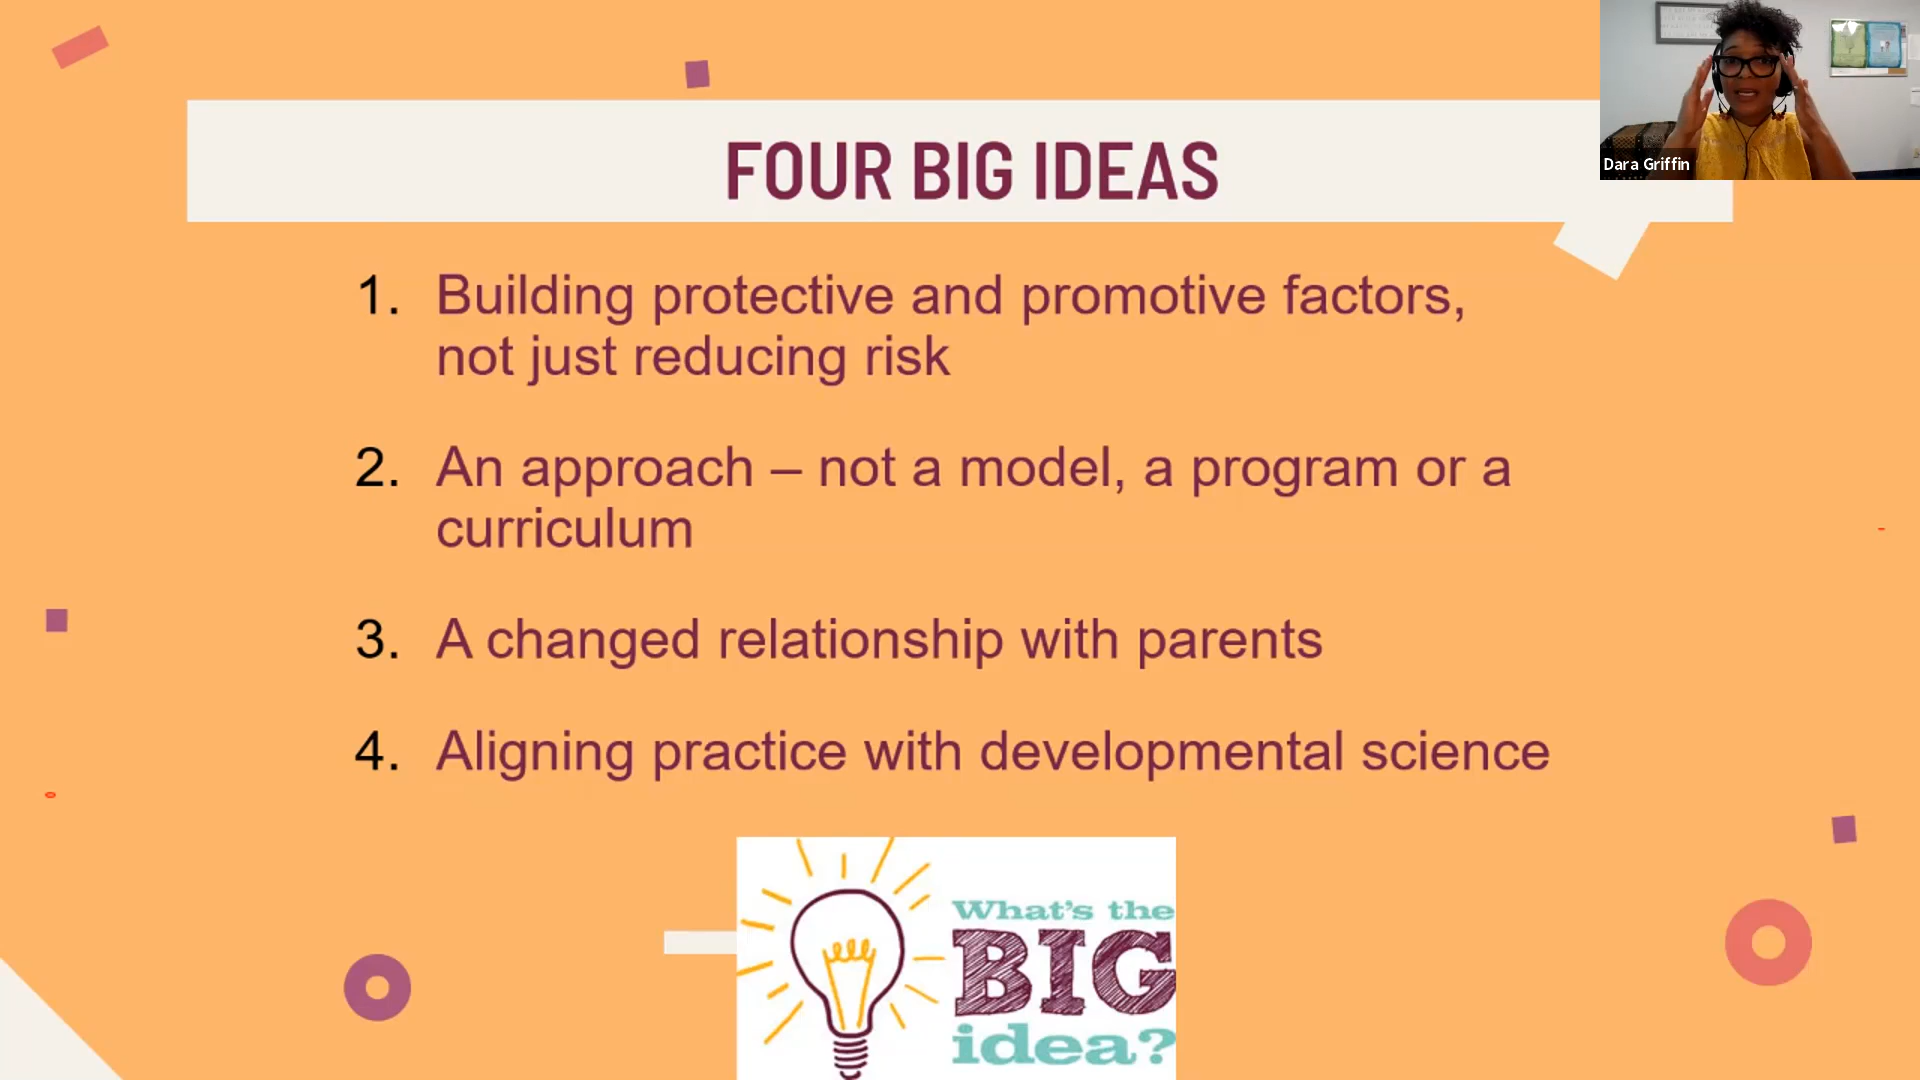 FOUR BIG IDEAS
Dara Griffin
1. Building protective and promotive factors,
not just reducing risk
2. An approach – not a model, a program or a
curriculum
3. A changed relationship with parents
4. Aligning practice with developmental science
What's the
BIG
idea?